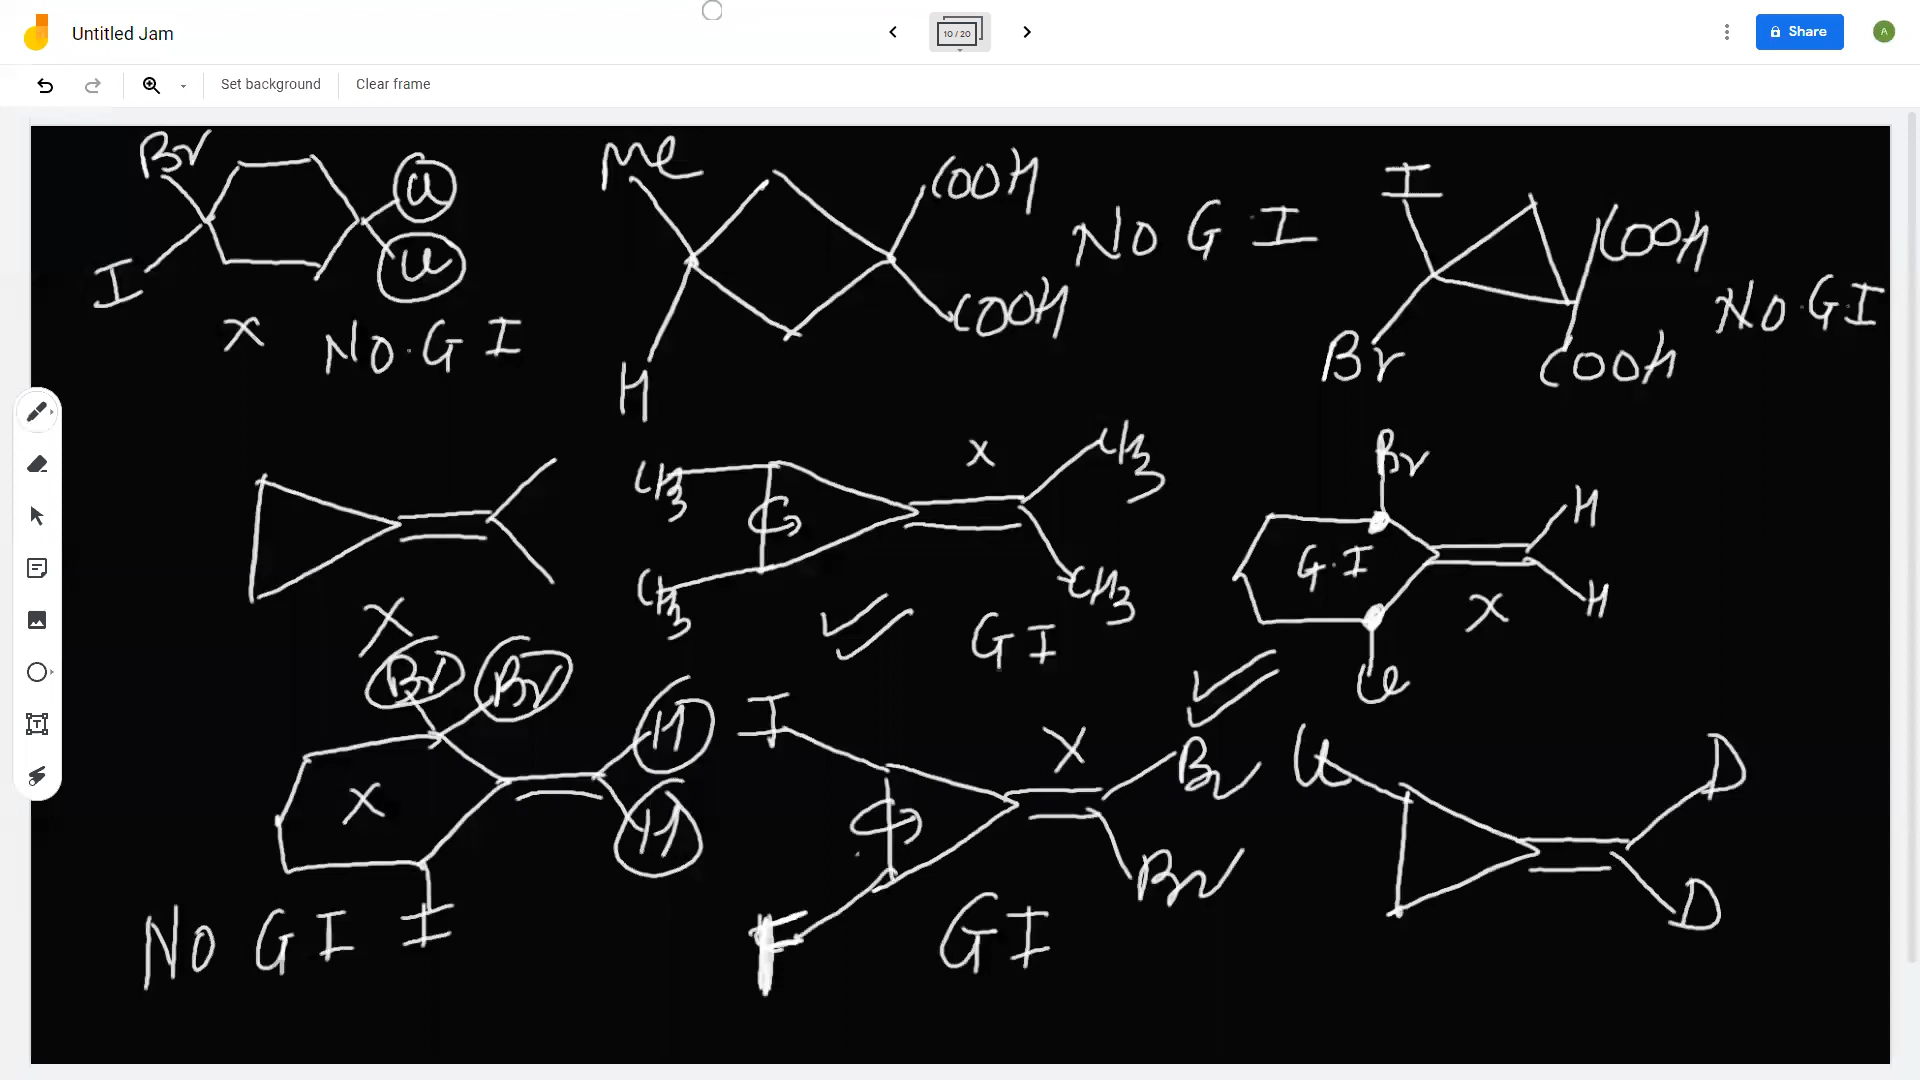 Untitled Jam
10 / 20
Share
A
Set background
Clear frame
Br
Cl
Cl
I
X NO.G I
Me
COOH
COOH
H
NO G I
I
COOH
Br
COOH
NO.GI
X
CH3
CH3
X
CH3
CH3
GI
Br
G.I
H
H
X
Cl
Br Br
H
H
X
I
NO G I
I
X
Br
Br
F
GI
Cl
D
D